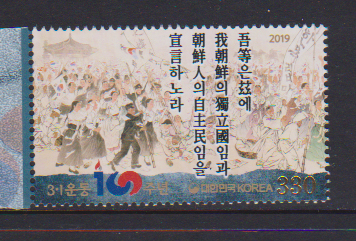 2019
吾等은玆에
我朝鮮의獨立國임과
朝鮮人의自主民임을
宣言하노라
3·1운동 100 주년
대한민국 KOREA 330